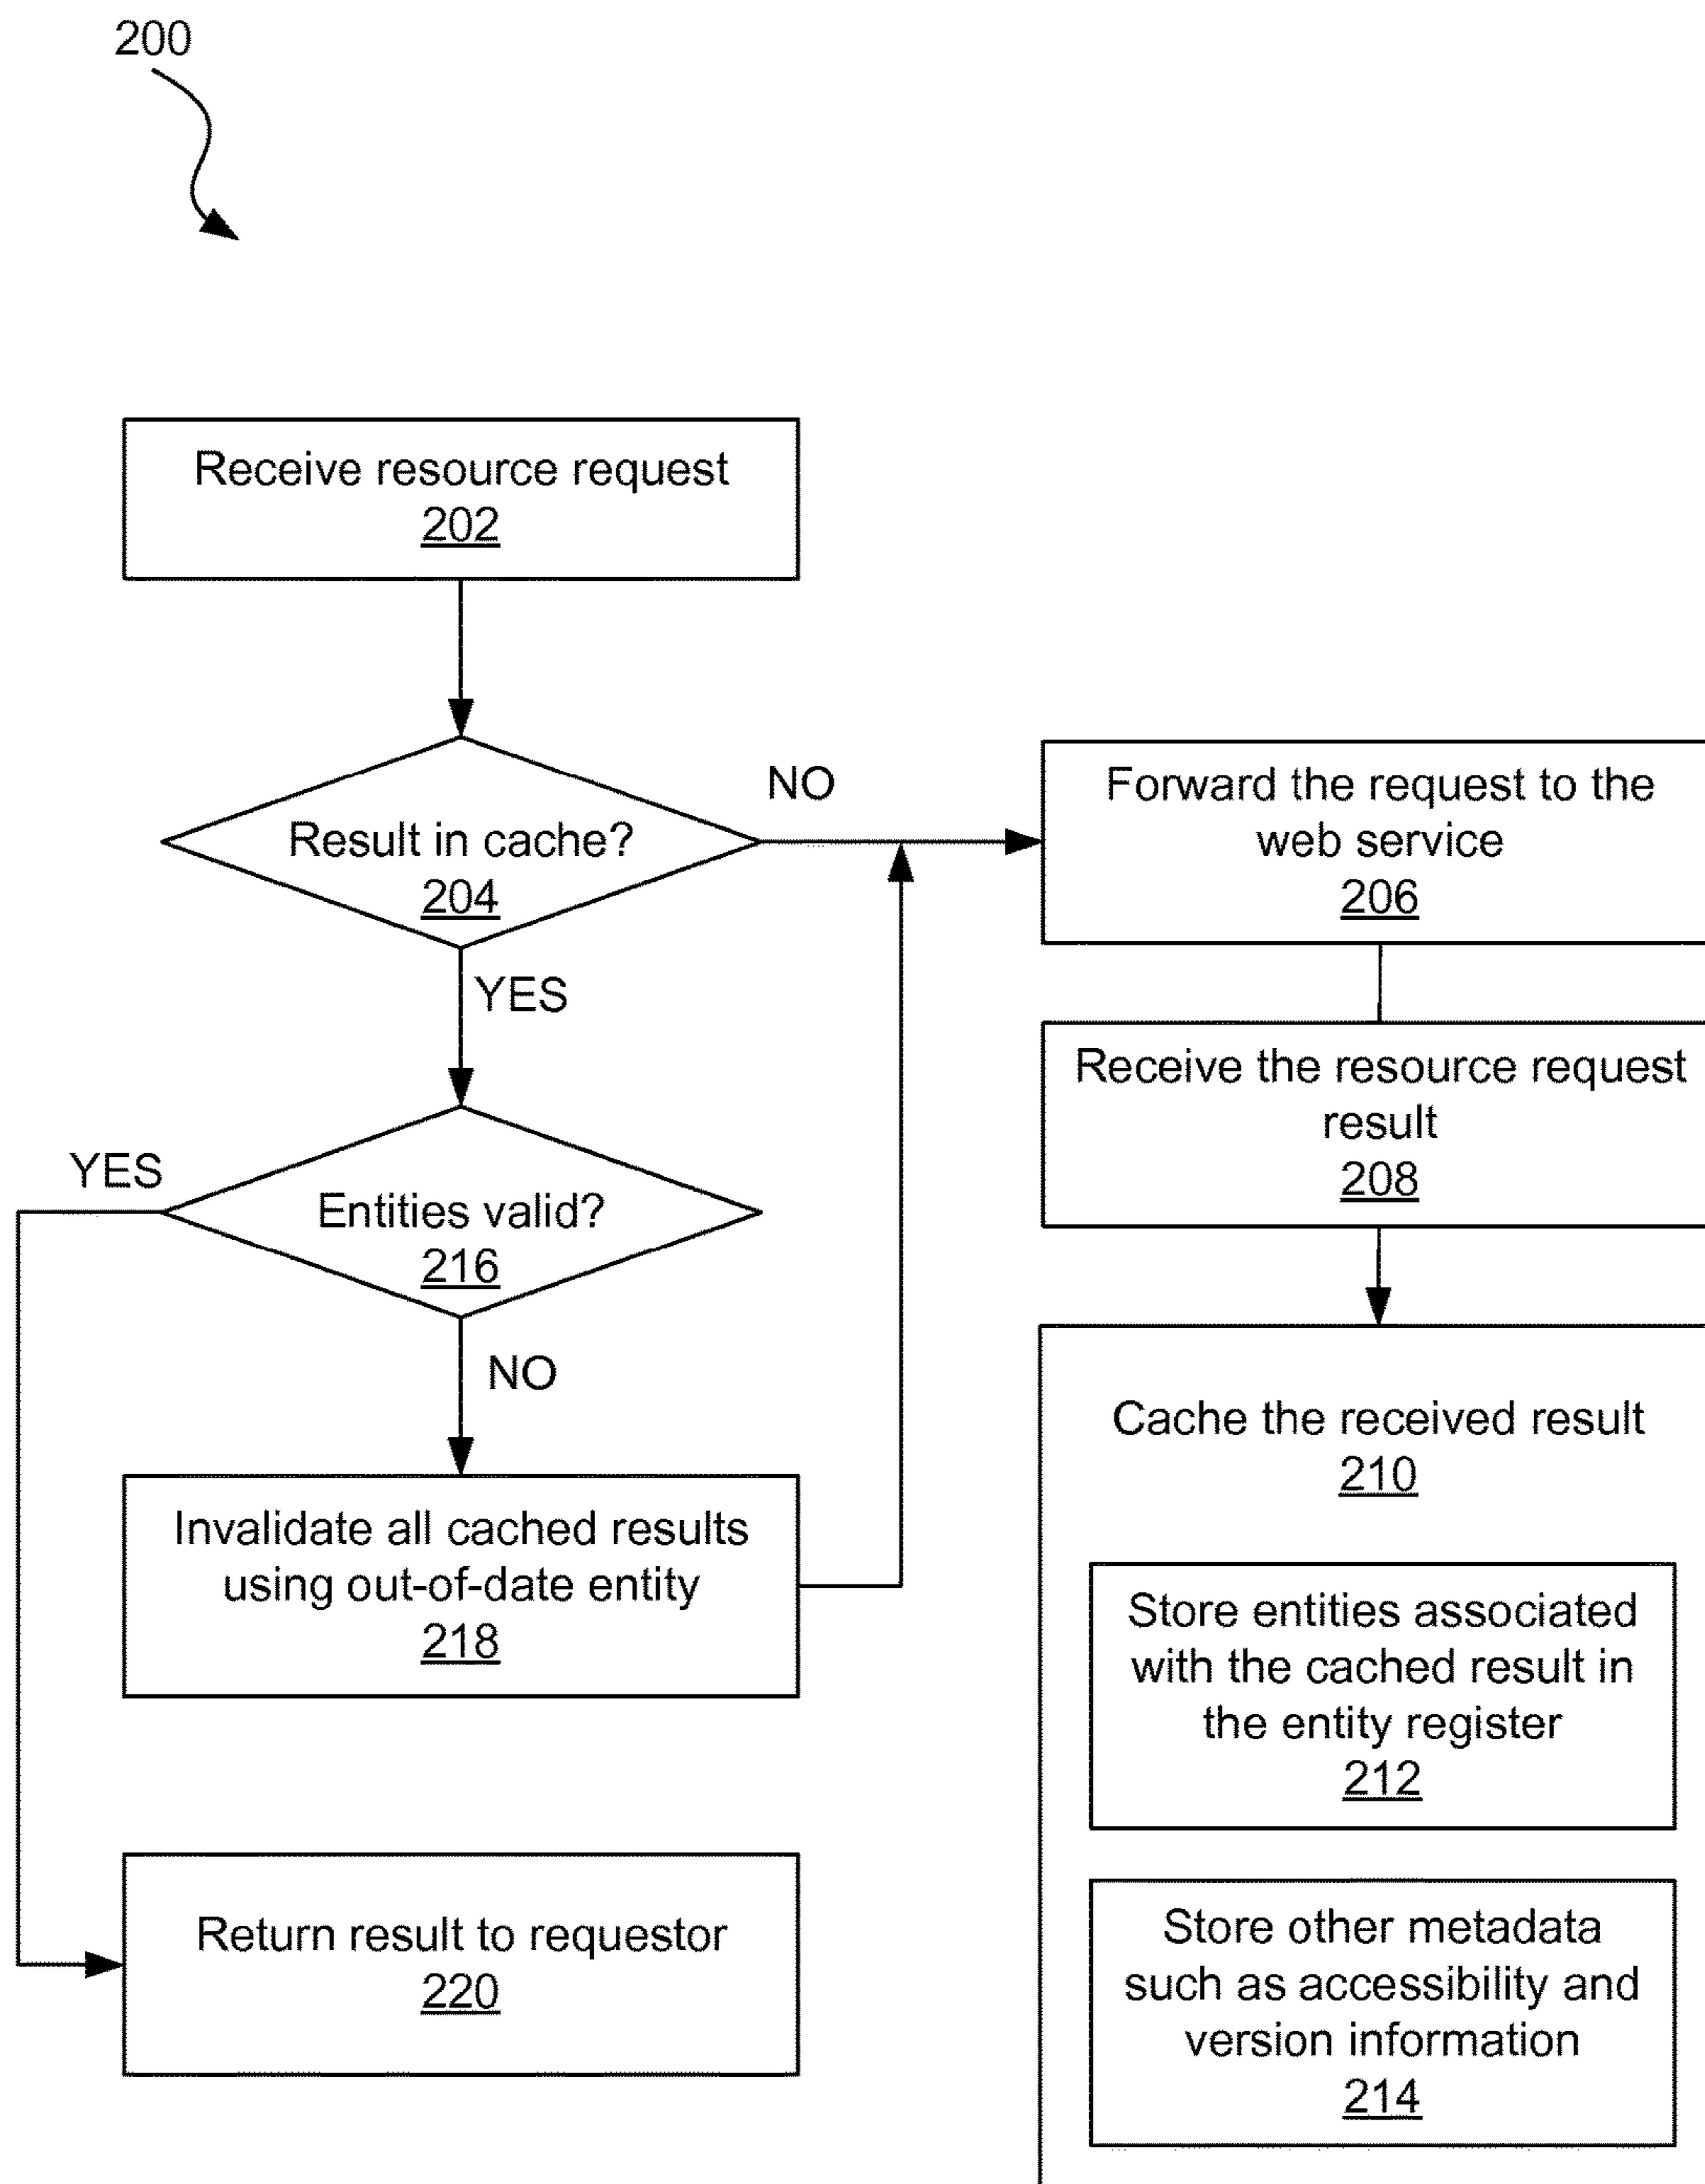 200
Receive resource request
202
Result in cache?
204
NO
YES
Forward the request to the
web service
206
Receive the resource request
result
208
Entities valid?
216
YES
NO
Invalidate all cached results
using out-of-date entity
218
Return result to requestor
220
Cache the received result
210
Store entities associated
with the cached result in
the entity register
212
Store other metadata
such as accessibility and
version information
214